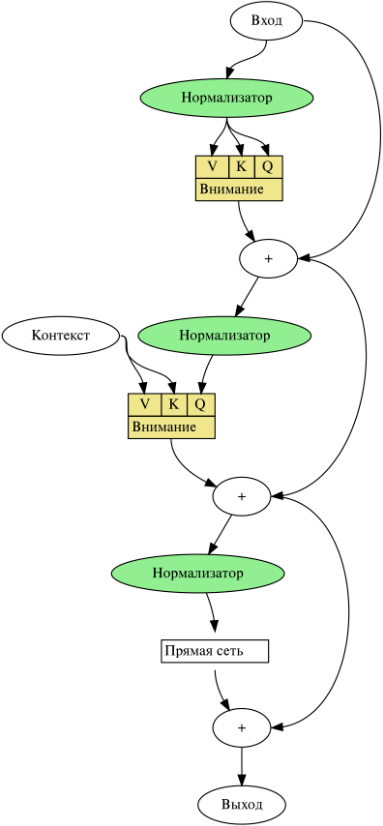 Вход
Нормализатор
V K Q
Внимание
+
Контекст
Нормализатор
V K Q
Внимание
+
Нормализатор
Прямая сеть
+
Выход